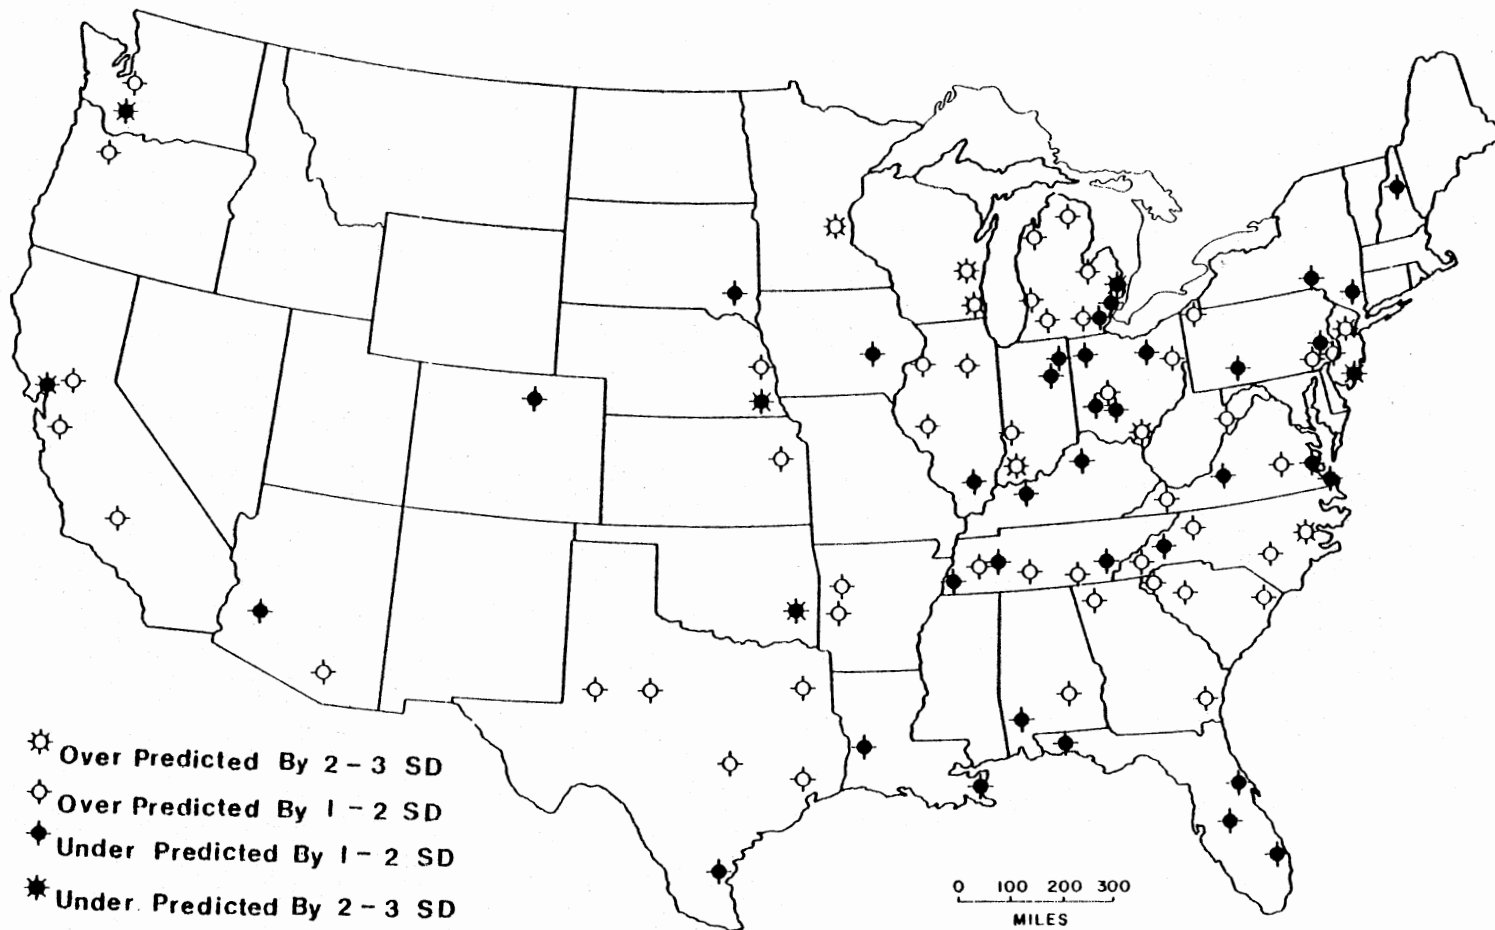 Over Predicted By 2-3 SD
Over Predicted By 1-2 SD
Under Predicted By 1-2 SD
Under Predicted By 2-3 SD
0 100 200 300
MILES